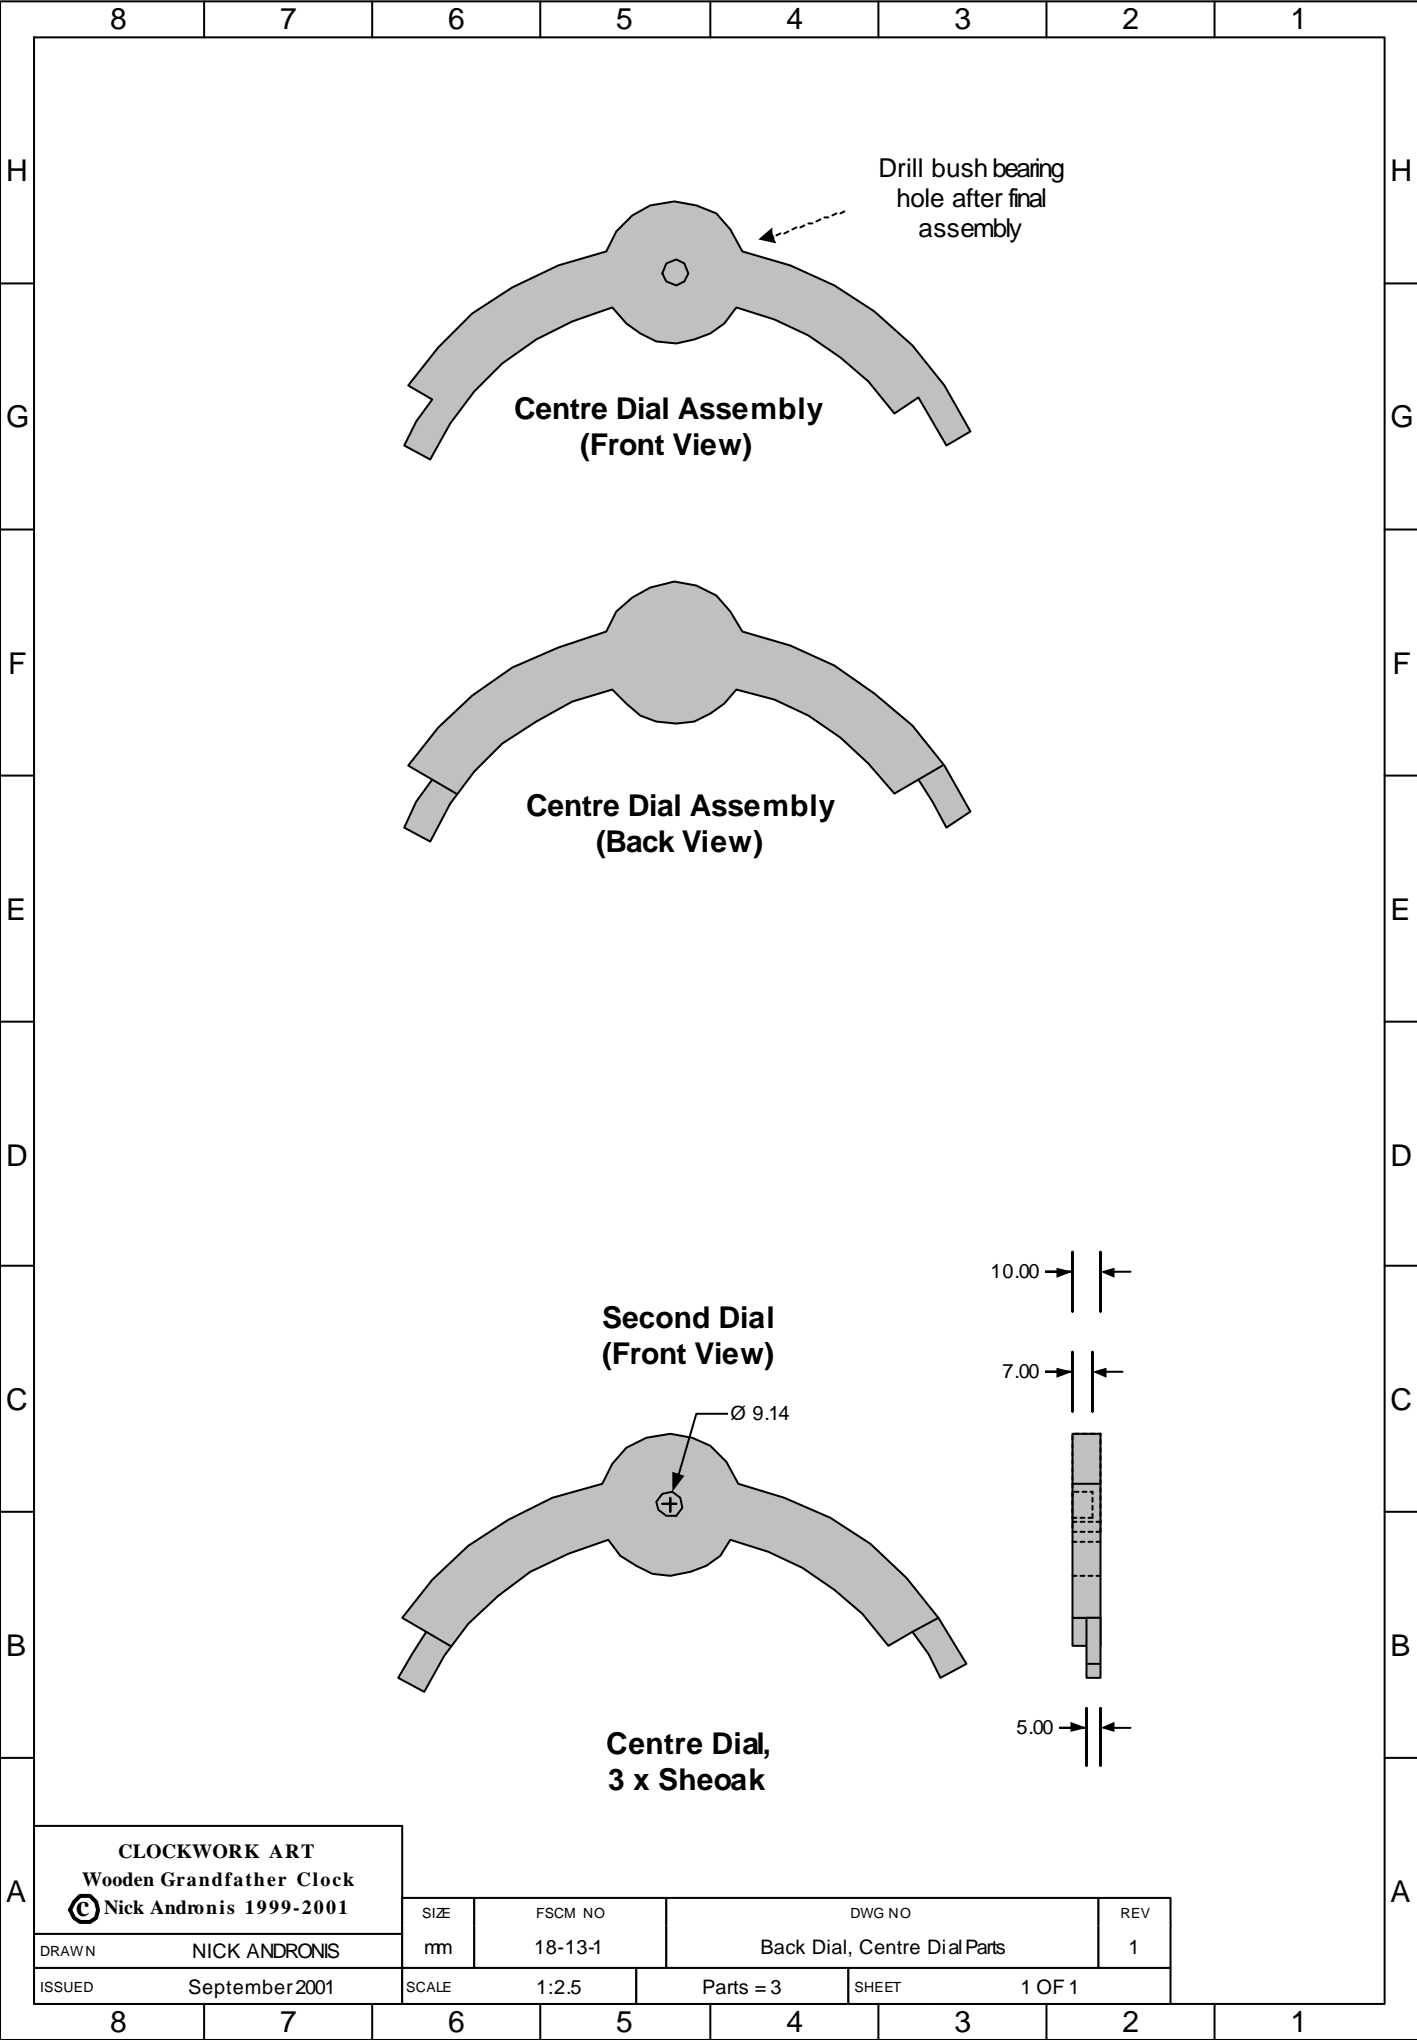 8 7 6 5 4 3 2 1
H H
Drill bush bearing
hole after final
assembly
G G
Centre Dial Assembly
(Front View)
F F
Centre Dial Assembly
(Back View)
E E
D D
10.00
Second Dial
(Front View)
7.00
C C
Ø 9.14
B B
5.00
Centre Dial,
3 x Sheoak
A A
CLOCKWORK ART
Wooden Grandfather Clock
© Nick Andronis 1999-2001
DRAWN NICK ANDRONIS
ISSUED September 2001
SIZE FSCM NO DWG NO REV
mm 18-13-1 Back Dial, Centre Dial Parts 1
SCALE 1:2.5 Parts = 3 SHEET 1 OF 1
8 7 6 5 4 3 2 1